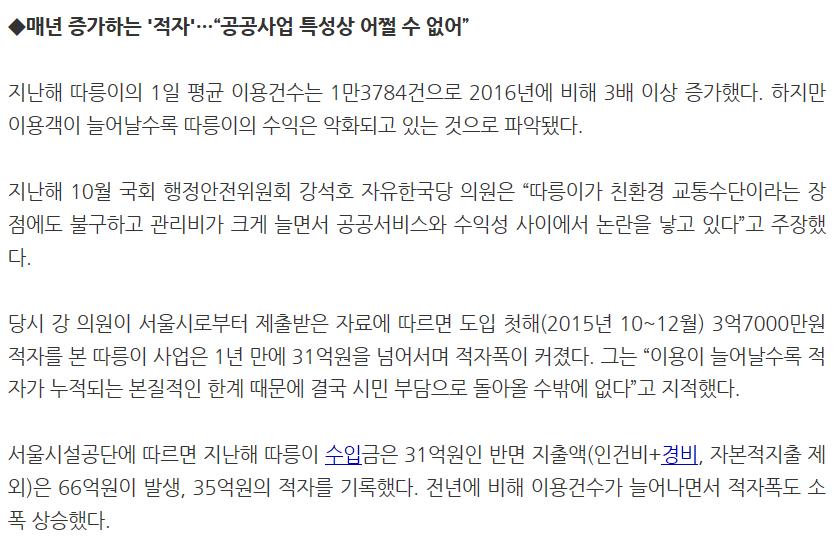 ◆매년 증가하는 '적자'…“공공사업 특성상 어쩔 수 없어”
지난해 따릉이의 1일 평균 이용건수는 1만3784건으로 2016년에 비해 3배 이상 증가했다. 하지만
이용객이 늘어날수록 따릉이의 수익은 악화되고 있는 것으로 파악됐다.
지난해 10월 국회 행정안전위원회 강석호 자유한국당 의원은 “따릉이가 친환경 교통수단이라는 장
점에도 불구하고 관리비가 크게 늘면서 공공서비스와 수익성 사이에서 논란을 낳고 있다”고 주장했
다.
당시 강 의원이 서울시로부터 제출받은 자료에 따르면 도입 첫해(2015년 10~12월) 3억7000만원
적자를 본 따릉이 사업은 1년 만에 31억원을 넘어서며 적자폭이 커졌다. 그는 “이용이 늘어날수록 적
자가 누적되는 본질적인 한계 때문에 결국 시민 부담으로 돌아올 수밖에 없다”고 지적했다.
서울시설공단에 따르면 지난해 따릉이 수입금은 31억원인 반면 지출액(인건비+경비, 자본적지출 제
외)은 66억원이 발생, 35억원의 적자를 기록했다. 전년에 비해 이용건수가 늘어나면서 적자폭도 소
폭 상승했다.